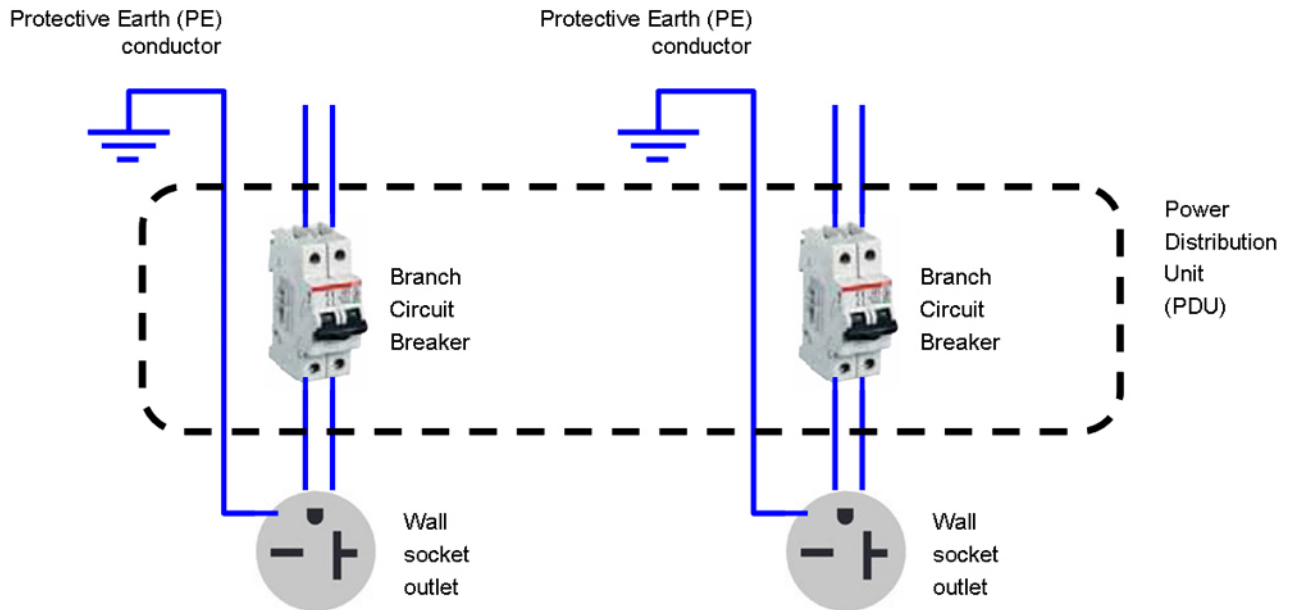 Protective Earth (PE)
conductor
Protective Earth (PE)
conductor
Branch
Circuit
Breaker
Branch
Circuit
Breaker
Power
Distribution
Unit
(PDU)
Wall
socket
outlet
Wall
socket
outlet